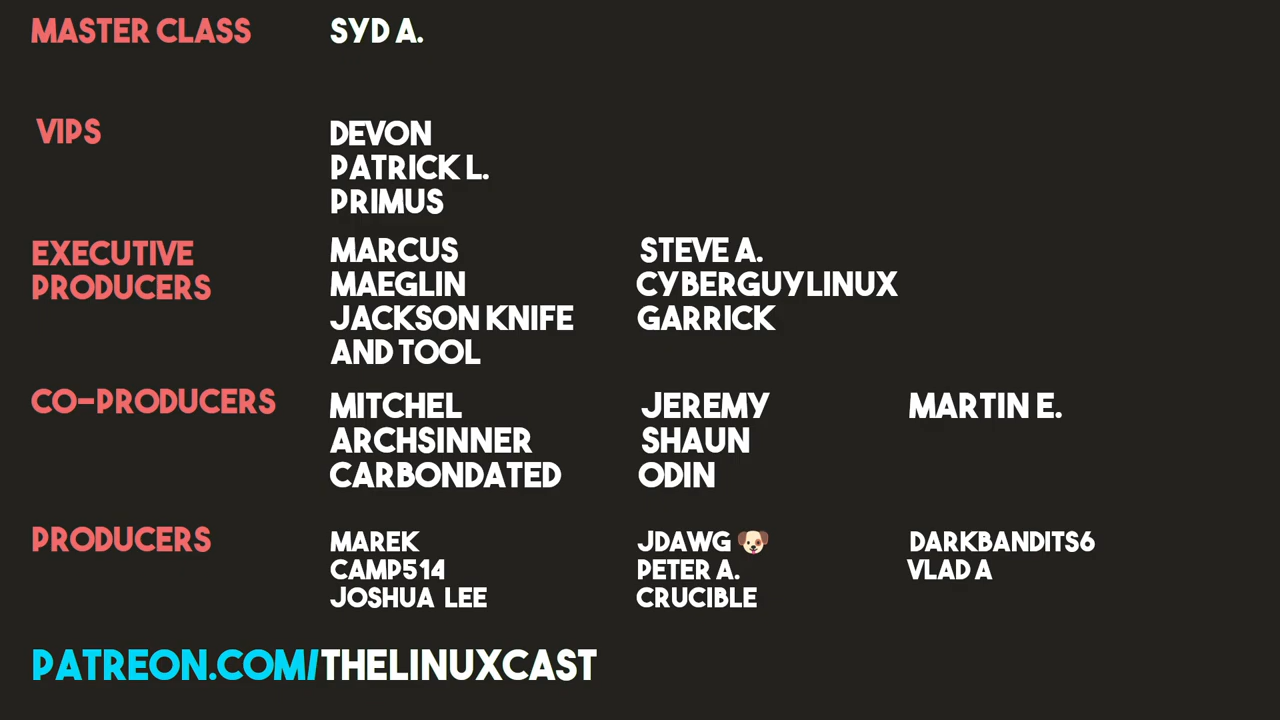 MASTER CLASS
SYD A.
VIPS
DEVON
PATRICK L.
PRIMUS
EXECUTIVE
PRODUCERS
MARCUS
MAEGLIN
JACKSON KNIFE
AND TOOL
STEVE A.
CYBERGUYLINUX
GARRICK
CO-PRODUCERS
MITCHEL
ARCHSINNER
CARBONDATED
JEREMY
SHAUN
ODIN
MARTIN E.
PRODUCERS
MAREK
CAMP514
JOSHUA LEE
JDAWG 🐶
PETER A.
CRUCIBLE
DARKBANDITS6
VLAD A
PATREON.COM/THELINUXCAST